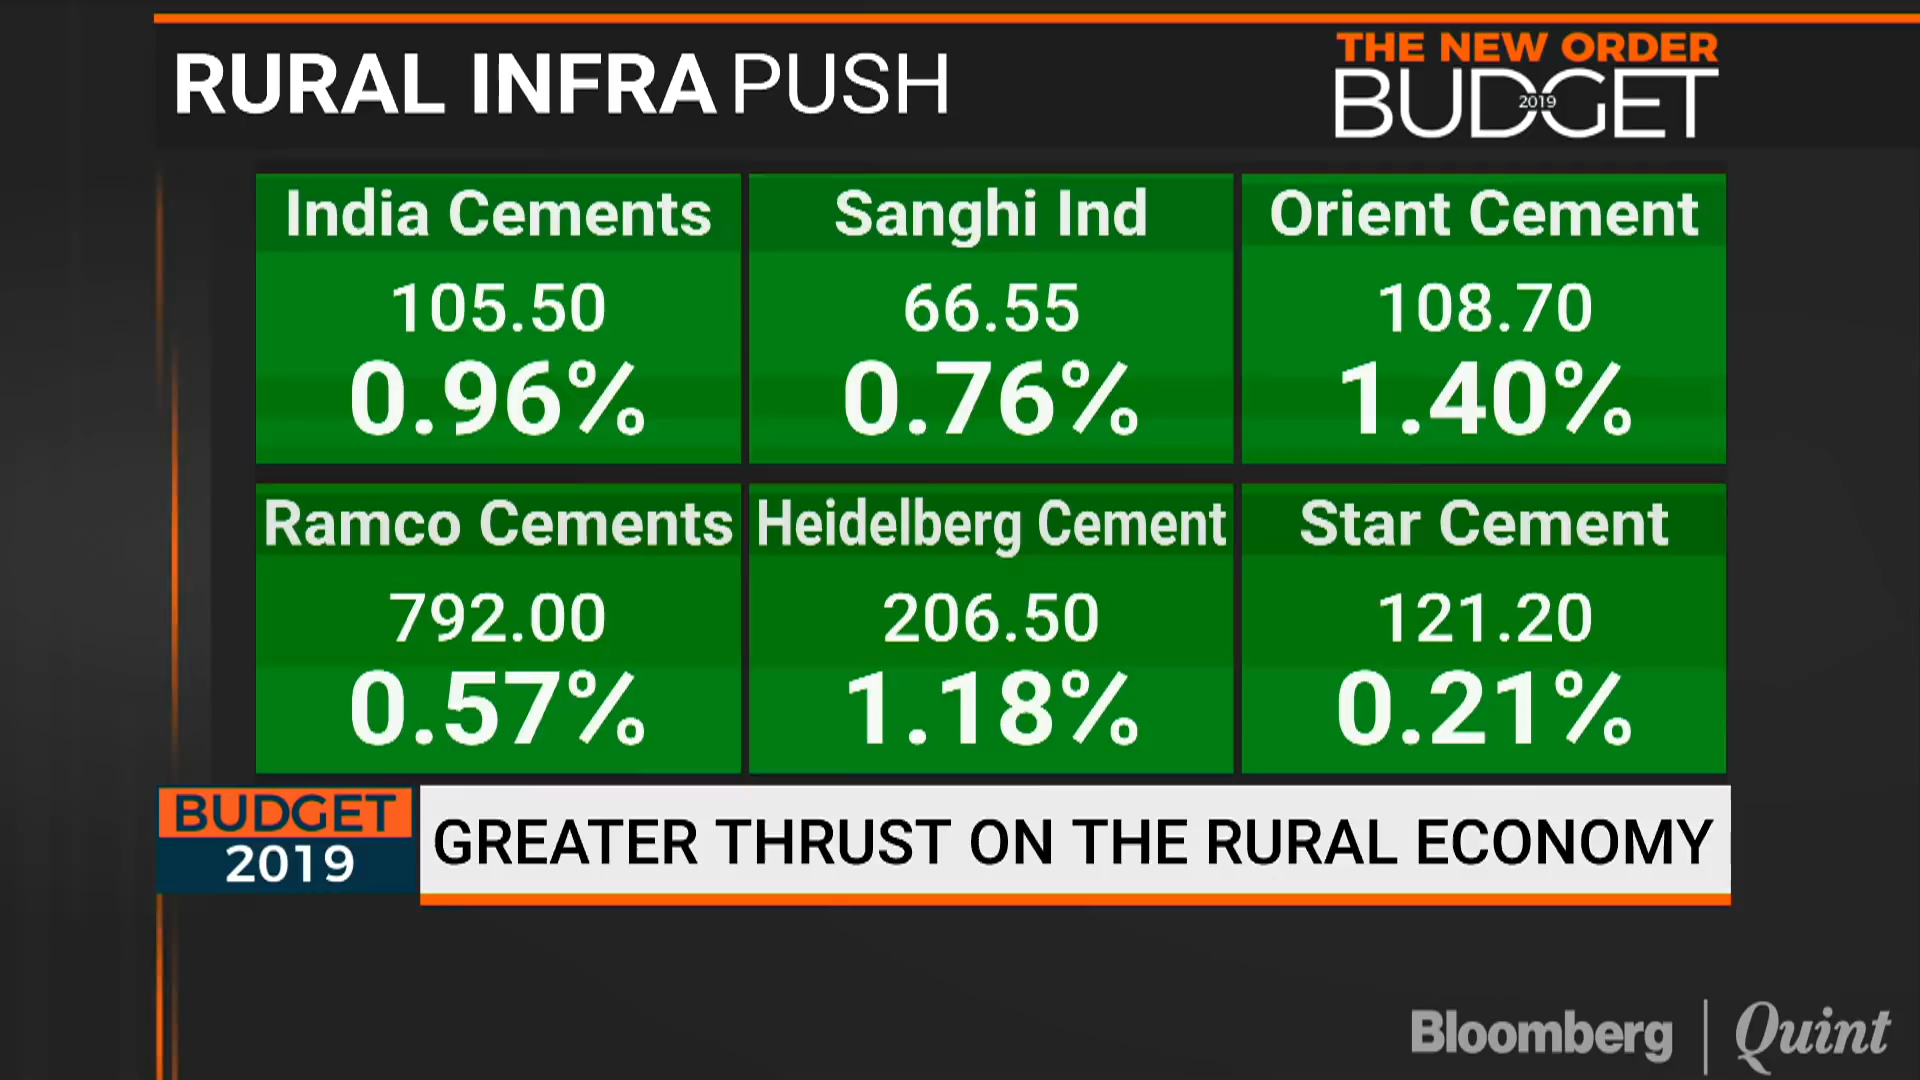 RURAL INFRA PUSH
THE NEW ORDER
BUDGET
2019
India Cements
105.50
0.96%
Sanghi Ind
66.55
0.76%
Orient Cement
108.70
1.40%
Ramco Cements
792.00
0.57%
Heidelberg Cement
206.50
1.18%
Star Cement
121.20
0.21%
BUDGET
2019
GREATER THRUST ON THE RURAL ECONOMY
Bloomberg | Quint